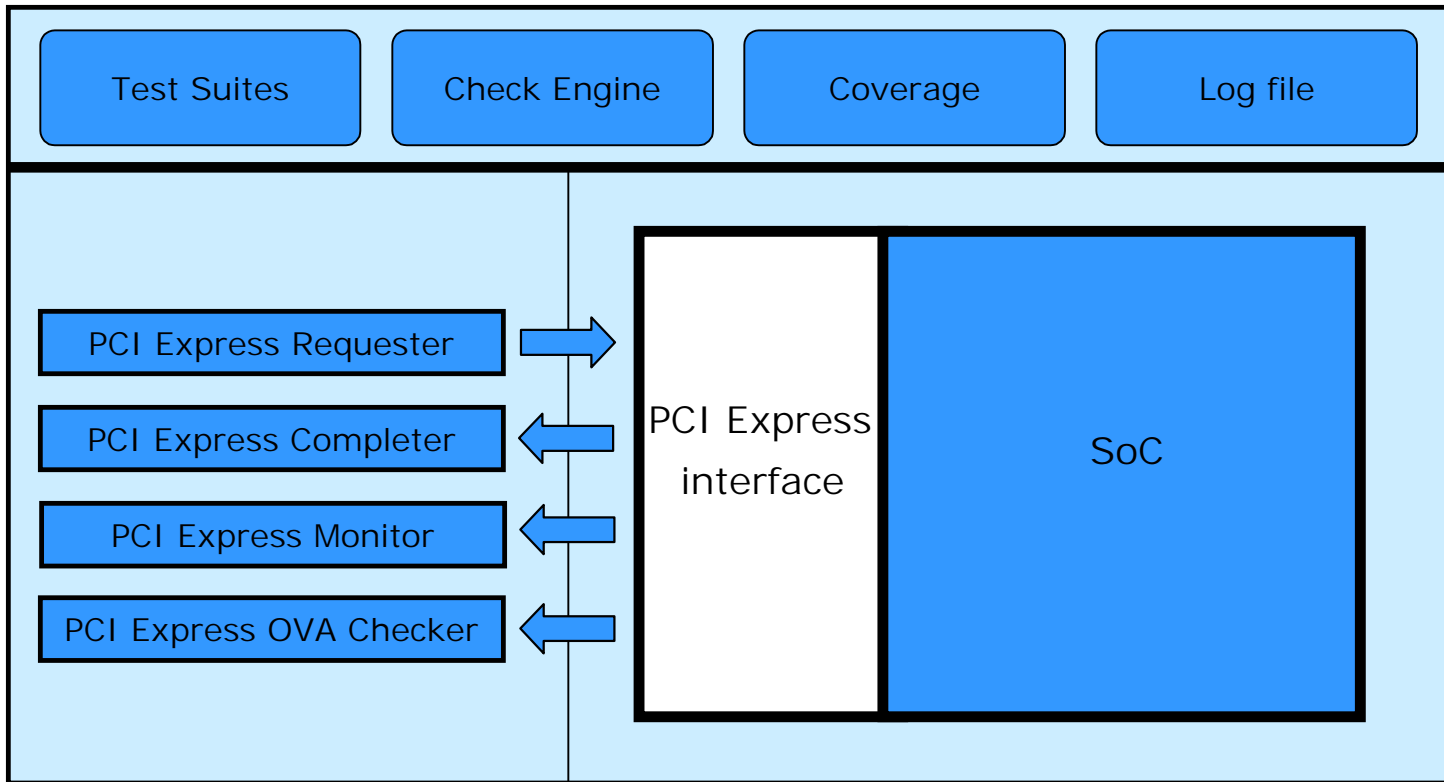 Test Suites
Check Engine
Coverage
Log file
PCI Express Requester
PCI Express Completer
PCI Express Monitor
PCI Express OVA Checker
PCI Express
interface
SoC